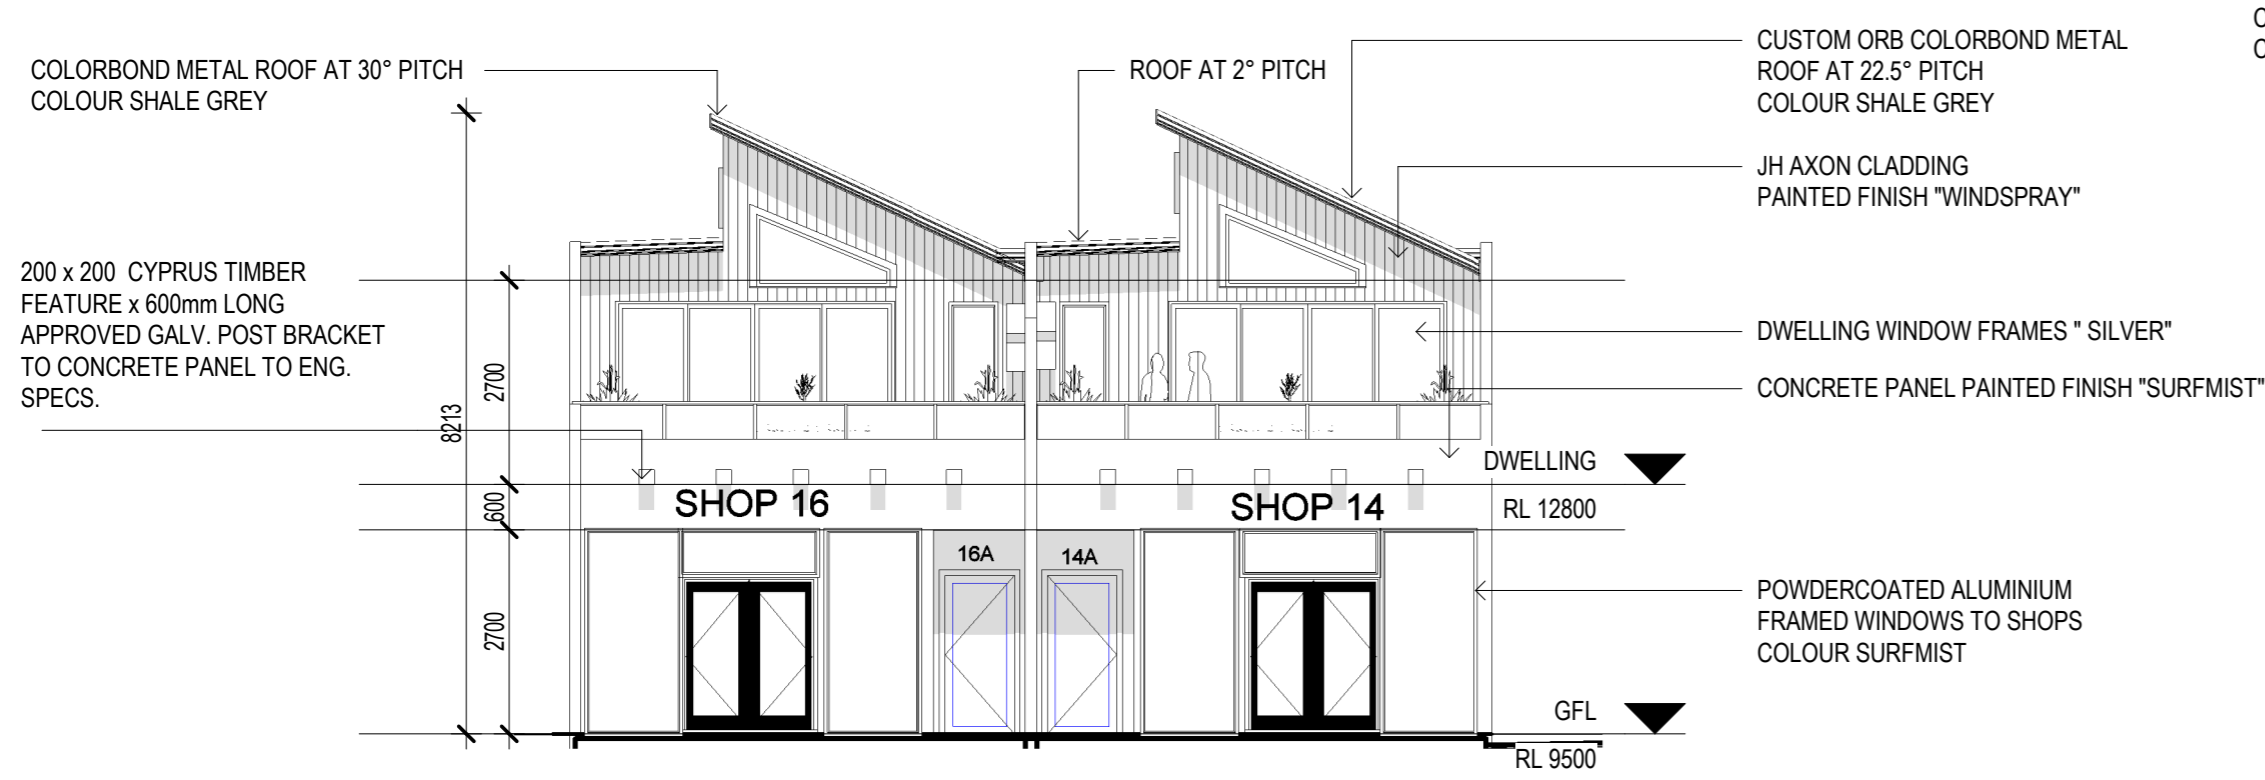 COLORBOND METAL ROOF AT 30° PITCH
COLOUR SHALE GREY
ROOF AT 2° PITCH
CUSTOM ORB COLORBOND METAL
ROOF AT 22.5° PITCH
COLOUR SHALE GREY
JH AXON CLADDING
PAINTED FINISH "WINDSPRAY"
200 x 200 CYPRUS TIMBER
FEATURE x 600mm LONG
APPROVED GALV. POST BRACKET
TO CONCRETE PANEL TO ENG.
SPECS.
8213
2700
600
2700
DWELLING WINDOW FRAMES " SILVER"
CONCRETE PANEL PAINTED FINISH "SURFMIST"
DWELLING
RL 12800
SHOP 16
SHOP 14
16A
14A
POWDERCOATED ALUMINIUM
FRAMED WINDOWS TO SHOPS
COLOUR SURFMIST
GFL
RL 9500